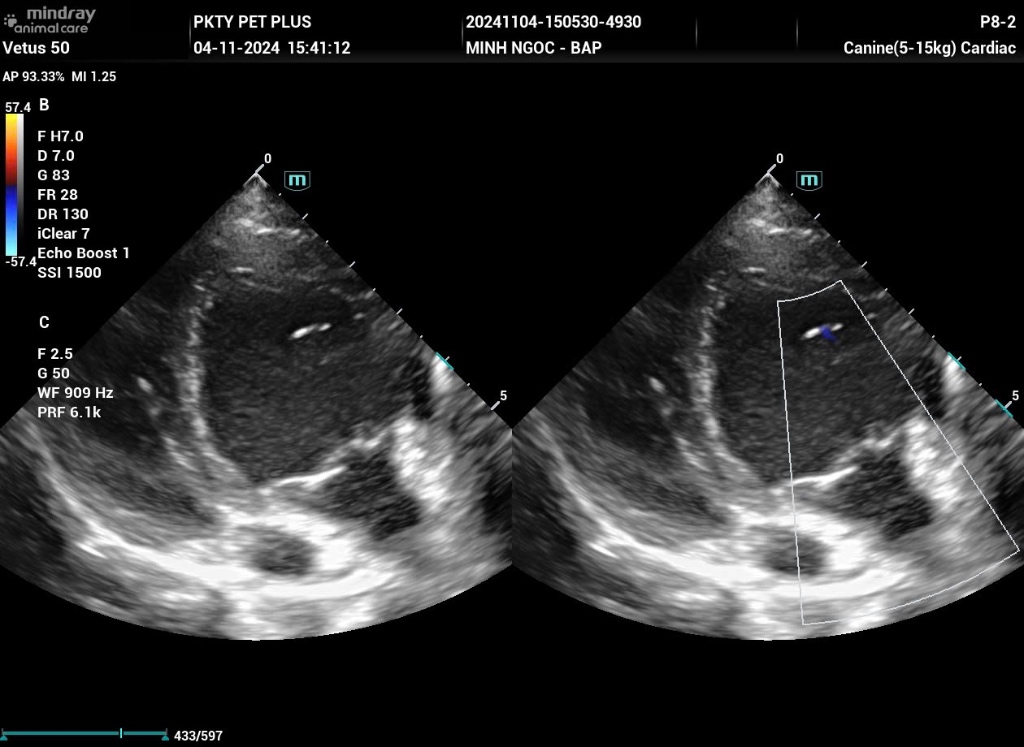 mindray
animalcare
Vetus 50
PKTY PET PLUS
04-11-2024 15:41:12
20241104-150530-4930
MINH NGOC - BAP
P8-2
Canine(5-15kg) Cardiac
AP 93.33% MI 1.25
57.4
B
F H7.0
D 7.0
G 83
FR 28
DR 130
iClear 7
Echo Boost 1
-57.4
SSI 1500
C
F 2.5
G 50
WF 909 Hz
PRF 6.1k
0
m
5
0
m
5
433/597